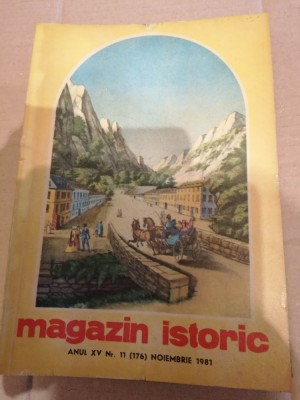 magazin istoric
ANUL XV Nr. 11 (176) NOIEMBRIE 1981